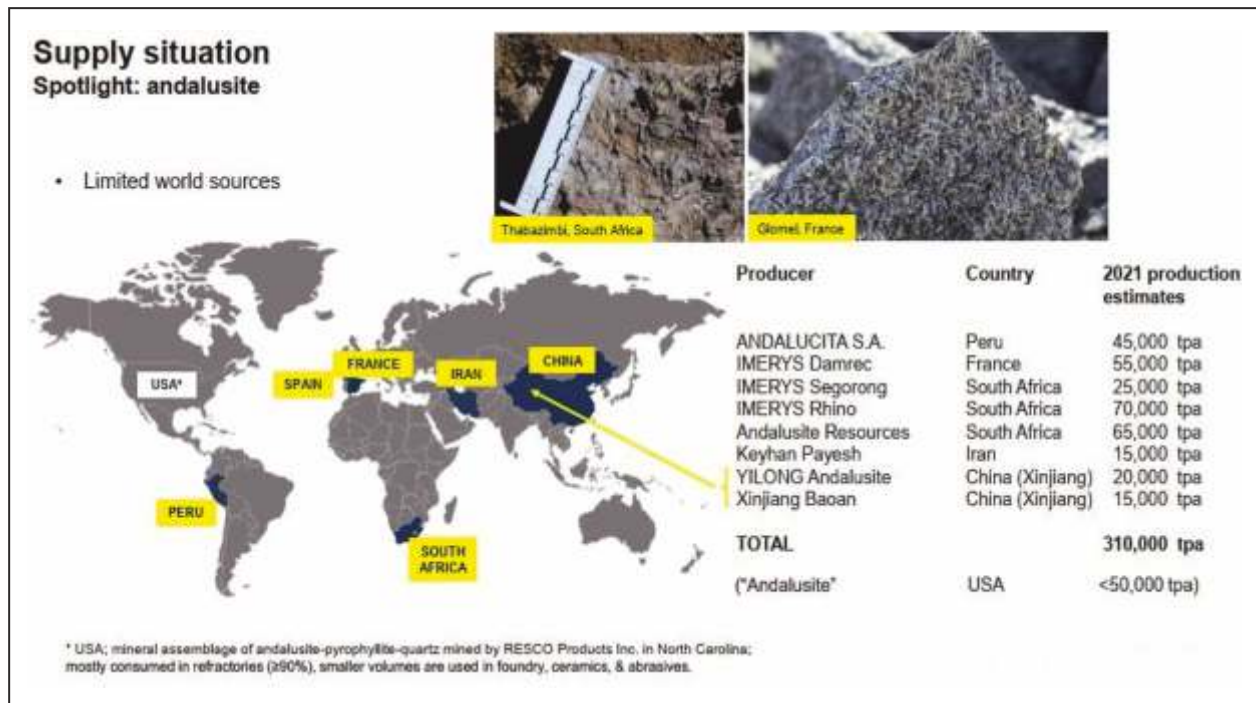 Supply situation
Spotlight: andalusite
• Limited world sources
Thabazimbi, South Africa
Glomel, France
USA*
SPAIN
FRANCE
IRAN
CHINA
PERU
SOUTH
AFRICA
Producer Country 2021 production
estimates
ANDALUCITA S.A. Peru 45,000 tpa
IMERYS Damrec France 55,000 tpa
IMERYS Segorong South Africa 25,000 tpa
IMERYS Rhino South Africa 70,000 tpa
Andalusite Resources South Africa 65,000 tpa
Keyhan Payesh Iran 15,000 tpa
YILONG Andalusite China (Xinjiang) 20,000 tpa
Xinjiang Baoan China (Xinjiang) 15,000 tpa
TOTAL 310,000 tpa
("Andalusite" USA <50,000 tpa)
* USA; mineral assemblage of andalusite-pyrophyllite-quartz mined by RESCO Products Inc. in North Carolina;
mostly consumed in refractories (≥90%), smaller volumes are used in foundry, ceramics, & abrasives.